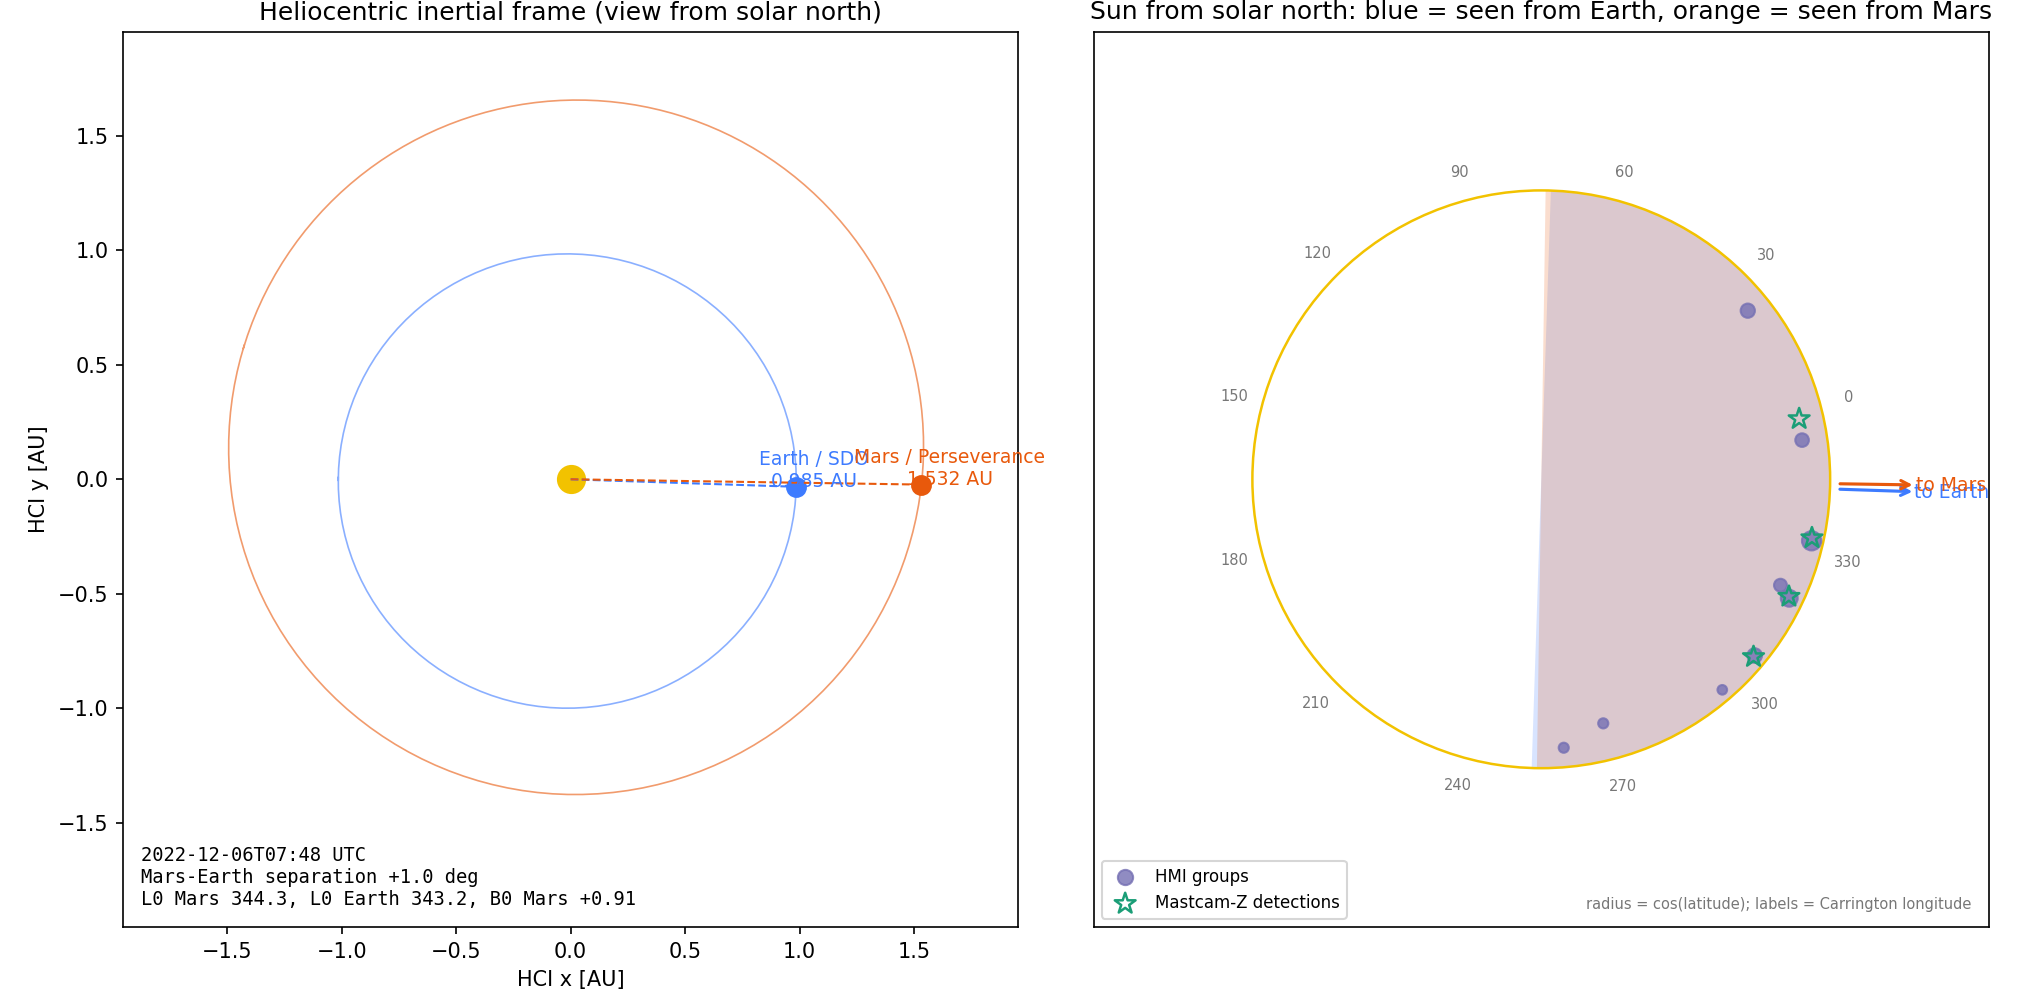 Heliocentric inertial frame (view from solar north)
HCI y [AU]
1.5
1.0
0.5
0.0
−0.5
−1.0
−1.5
Earth / SDO
0.985 AU
Mars / Perseverance
1.532 AU
2022-12-06T07:48 UTC
Mars-Earth separation +1.0 deg
L0 Mars 344.3, L0 Earth 343.2, B0 Mars +0.91
−1.5
−1.0
−0.5
0.0
0.5
1.0
1.5
HCI x [AU]
Sun from solar north: blue = seen from Earth, orange = seen from Mars
90
60
120
30
150
0
to Mars
to Earth
180
330
210
300
240
270
HMI groups
Mastcam-Z detections
radius = cos(latitude); labels = Carrington longitude